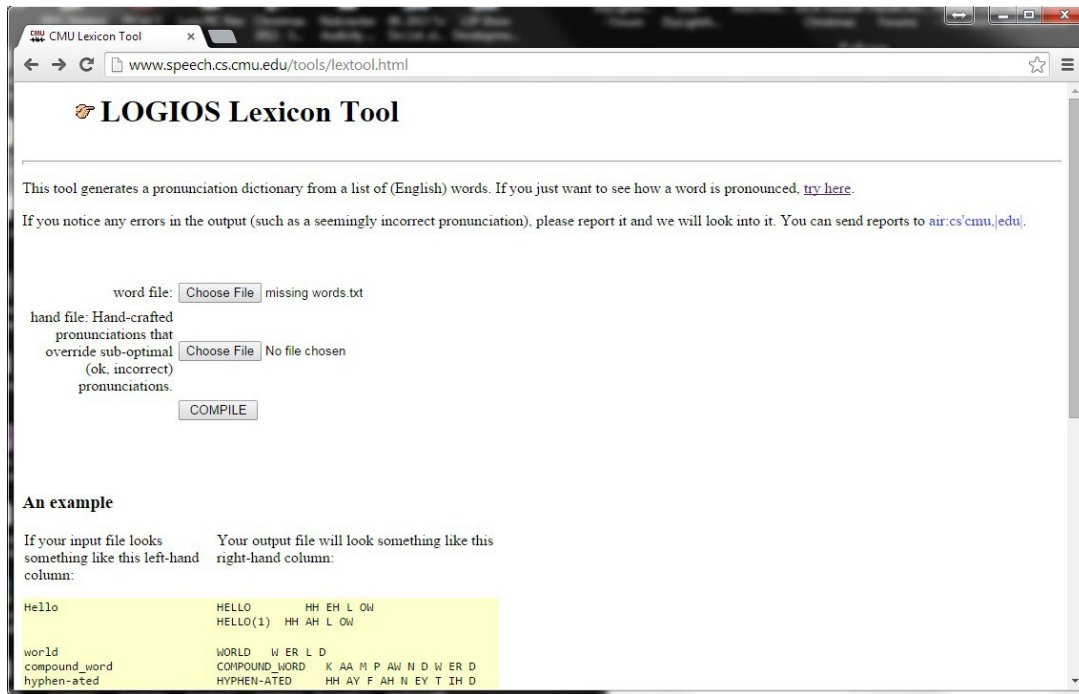 CMU Lexicon Tool
www.speech.cs.cmu.edu/tools/lextool.html
LOGIOS Lexicon Tool
This tool generates a pronunciation dictionary from a list of (English) words. If you just want to see how a word is pronounced, try here.
If you notice any errors in the output (such as a seemingly incorrect pronunciation), please report it and we will look into it. You can send reports to air:cs'cmu,|edu|.
word file: Choose File missing words.txt
hand file: Hand-crafted
pronunciations that
override sub-optimal Choose File No file chosen
(ok, incorrect)
pronunciations.
COMPILE
An example
If your input file looks
something like this left-hand
column:
Your output file will look something like this
right-hand column:
Hello HELLO HH EH L OW
HELLO(1) HH AH L OW
world WORLD W ER L D
compound_word COMPOUND_WORD K AA M P AW N D W ER D
hyphen-ated HYPHEN-ATED HH AY F AH N EY T IH D